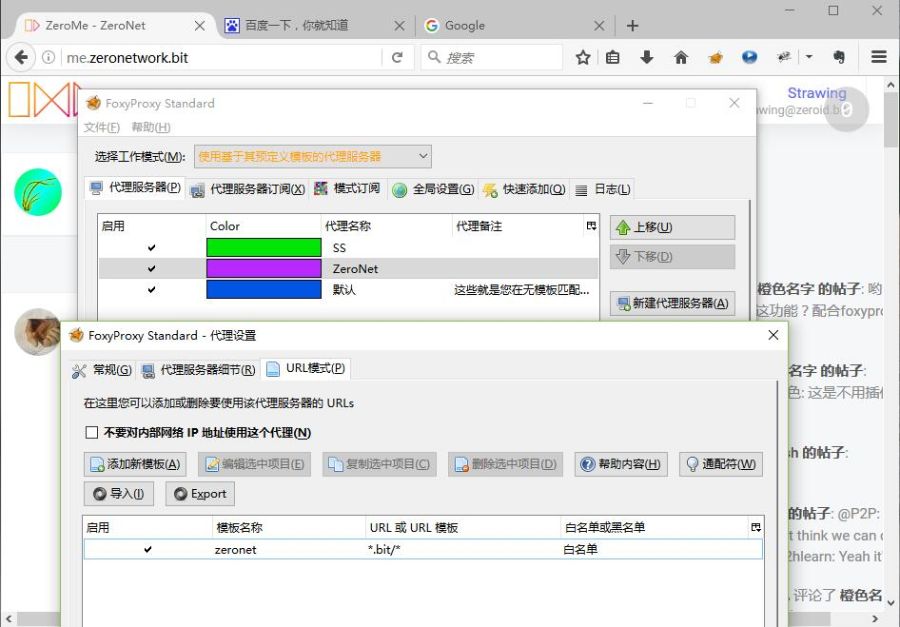 ZeroMe - ZeroNet
百度一下，你就知道
Google
me.zeronetwork.bit
搜索
Strawing
awing@zeroid.b
0
FoxyProxy Standard
文件(F) 帮助(H)
选择工作模式(M): 使用基于其预定义模板的代理服务器
代理服务器(P) 代理服务器订阅(X) 模式订阅 全局设置(G) 快速添加(Q) 日志(L)
启用 Color 代理名称 代理备注
上移(U)
SS
下移(D)
ZeroNet
默认 这些就是您在无模板匹配...
新建代理服务器(A)
橙色名字 的帖子: 哟
这功能？配合foxypro
名字 的帖子:
色: 这是不用插件
sh 的帖子:
的帖子: @P2P:
t think we can d
2hlearn: Yeah it'
评论了 橙色名
FoxyProxy Standard - 代理设置
常规(G) 代理服务器细节(R) URL模式(P)
在这里您可以添加或删除要使用该代理服务器的 URLs
不要对内部网络 IP 地址使用这个代理(N)
添加新模板(A) 编辑选中项目(E) 复制选中项目(C) 删除选中项目(D) 帮助内容(H) 通配符(W)
导入(I) Export
启用 模板名称 URL 或 URL 模板 白名单或黑名单
zeronet *.bit/* 白名单